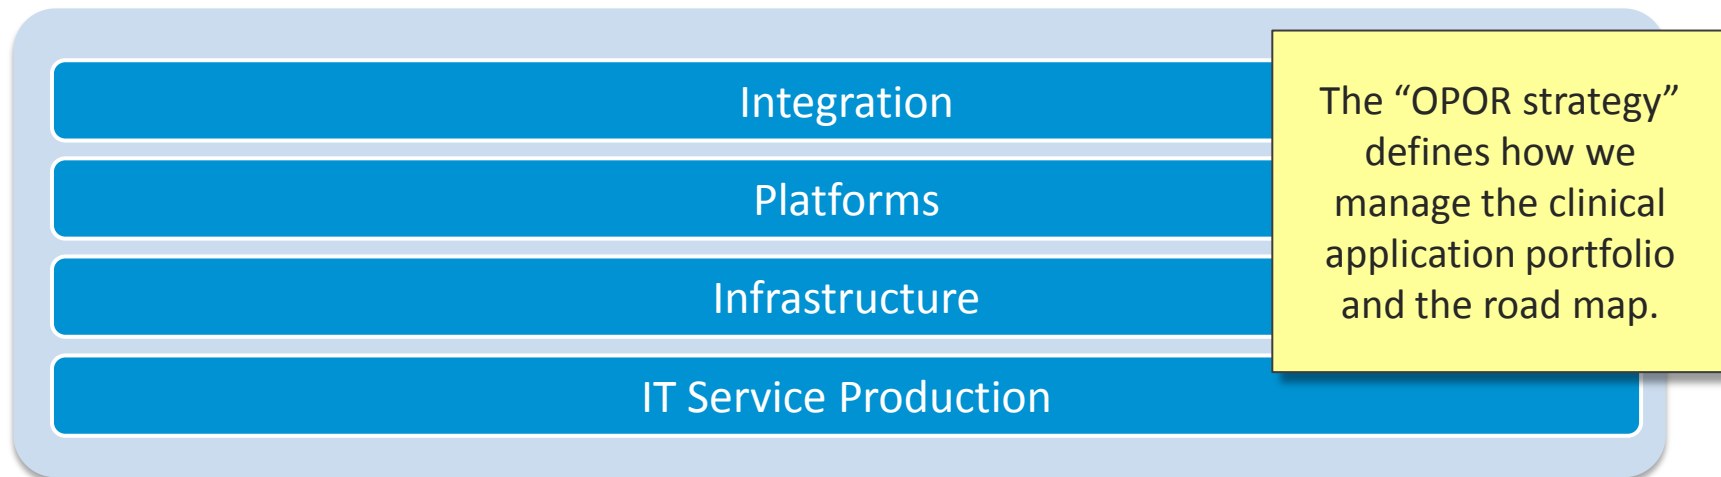 Integration
Platforms
Infrastructure
IT Service Production
The “OPOR strategy”
defines how we
manage the clinical
application portfolio
and the road map.